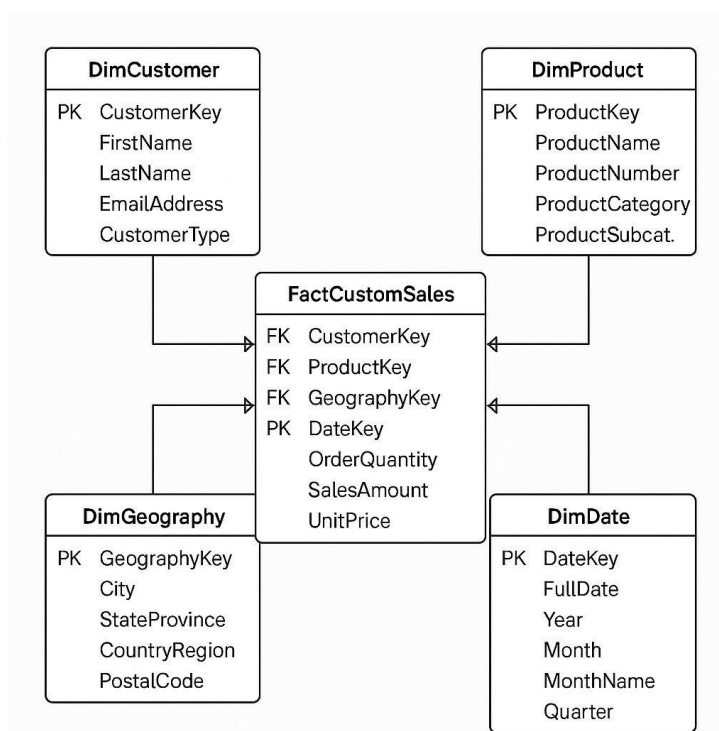 DimCustomer
PK CustomerKey
FirstName
LastName
EmailAddress
CustomerType
DimProduct
PK ProductKey
ProductName
ProductNumber
ProductCategory
ProductSubcat.
FactCustomSales
FK CustomerKey
FK ProductKey
FK GeographyKey
PK DateKey
OrderQuantity
SalesAmount
UnitPrice
DimGeography
PK GeographyKey
City
StateProvince
CountryRegion
PostalCode
DimDate
PK DateKey
FullDate
Year
Month
MonthName
Quarter